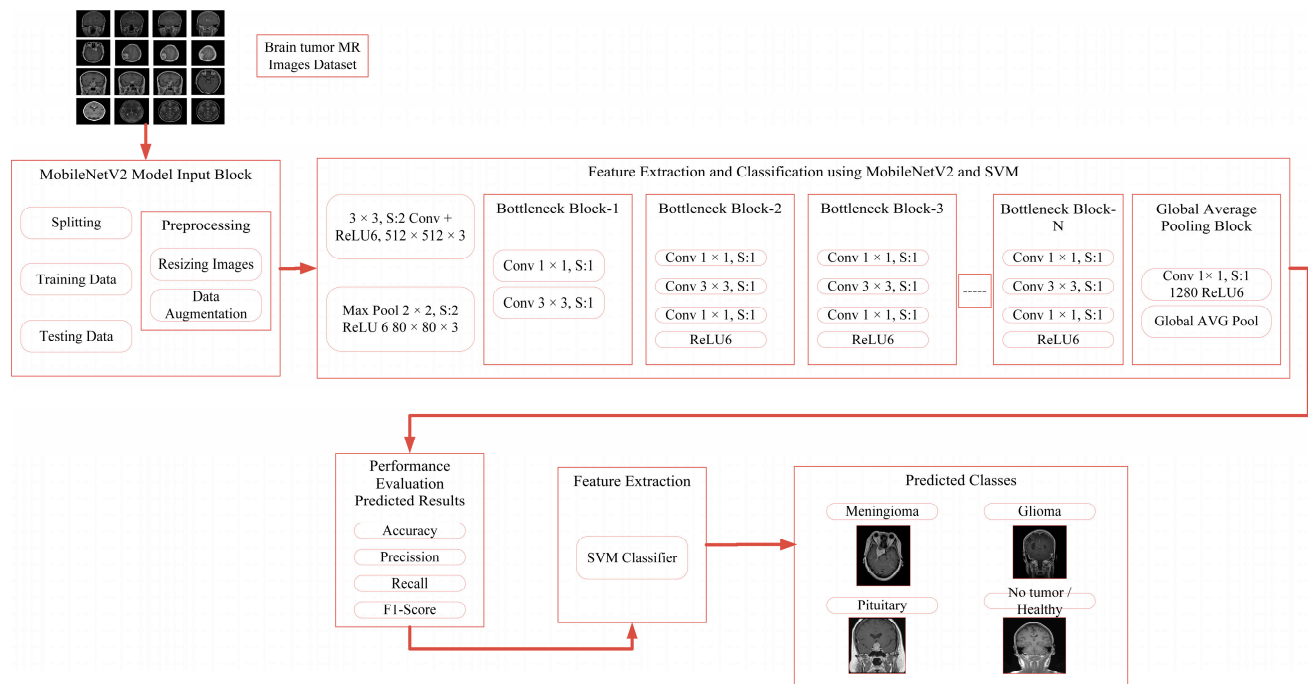 Brain tumor MR
Images Dataset
MobileNetV2 Model Input Block
Splitting
Training Data
Testing Data
Preprocessing
Resizing Images
Data
Augmentation
Feature Extraction and Classification using MobileNetV2 and SVM
3 × 3, S:2 Conv +
ReLU6, 512 × 512 × 3
Max Pool 2 × 2, S:2
ReLU 6 80 × 80 × 3
Bottleneck Block-1
Conv 1 × 1, S:1
Conv 3 × 3, S:1
Bottleneck Block-2
Conv 1 × 1, S:1
Conv 3 × 3, S:1
Conv 1 × 1, S:1
ReLU6
Bottleneck Block-3
Conv 1 × 1, S:1
Conv 3 × 3, S:1
Conv 1 × 1, S:1
ReLU6
-----
Bottleneck Block-
N
Conv 1 × 1, S:1
Conv 3 × 3, S:1
Conv 1 × 1, S:1
ReLU6
Global Average
Pooling Block
Conv 1× 1, S:1
1280 ReLU6
Global AVG Pool
Performance
Evaluation
Predicted Results
Accuracy
Precission
Recall
F1-Score
Feature Extraction
SVM Classifier
Predicted Classes
Meningioma
Glioma
Pituitary
No tumor /
Healthy